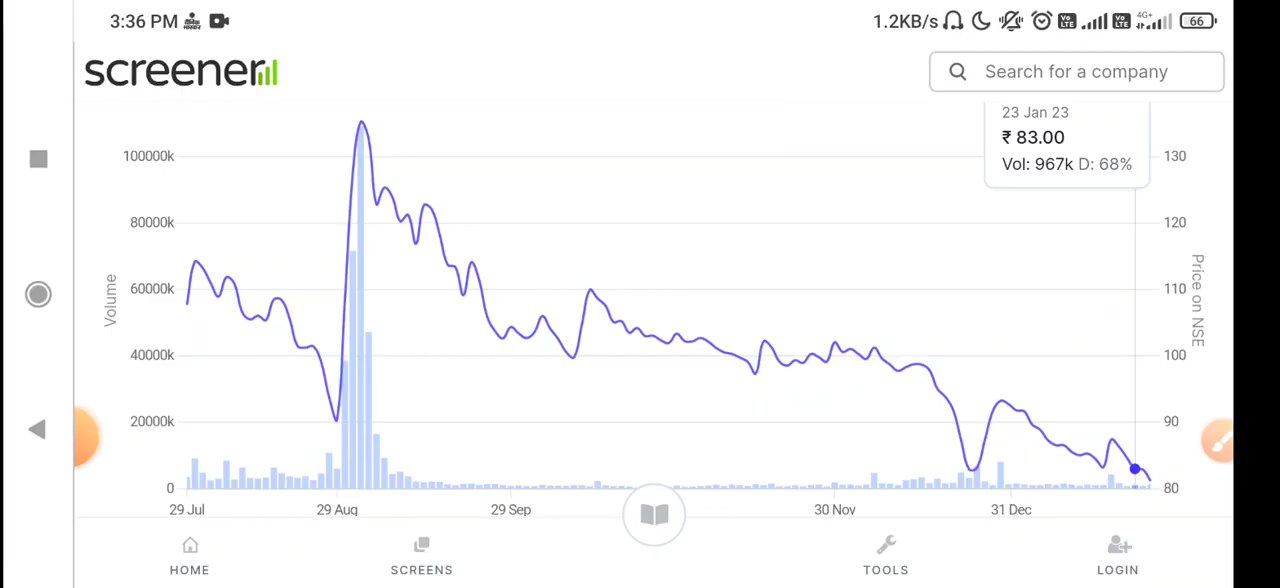 3:36 PM
1.2KB/s
4G+
66
screener
Search for a company
23 Jan 23
₹ 83.00
Vol: 967k D: 68%
100000k
130
80000k
120
60000k
110
40000k
100
20000k
90
0
80
Volume
Price on NSE
29 Jul
29 Aug
29 Sep
30 Nov
31 Dec
HOME
SCREENS
TOOLS
LOGIN